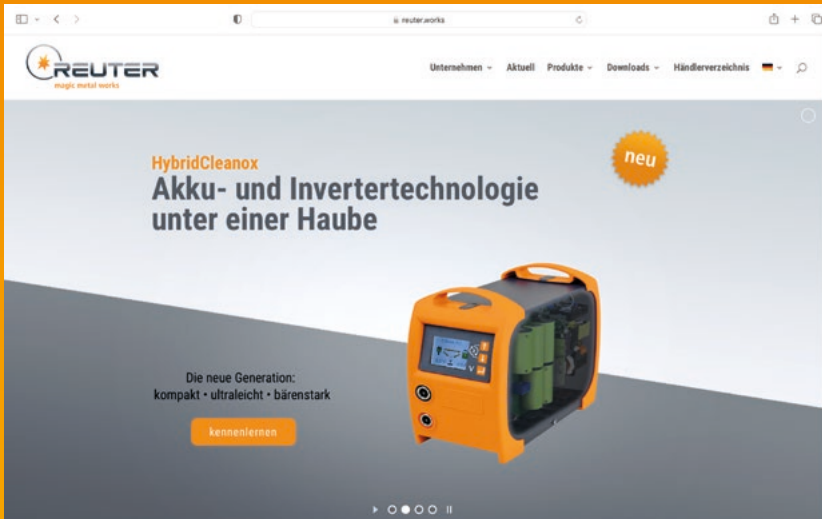 reuter.works
REUTER
magic metal works
Unternehmen
Aktuell
Produkte
Downloads
Händlerverzeichnis
HybridCleanox
Akku- und Invertertechnologie
unter einer Haube
neu
Die neue Generation:
kompakt • ultraleicht • bärenstark
kennenlernen